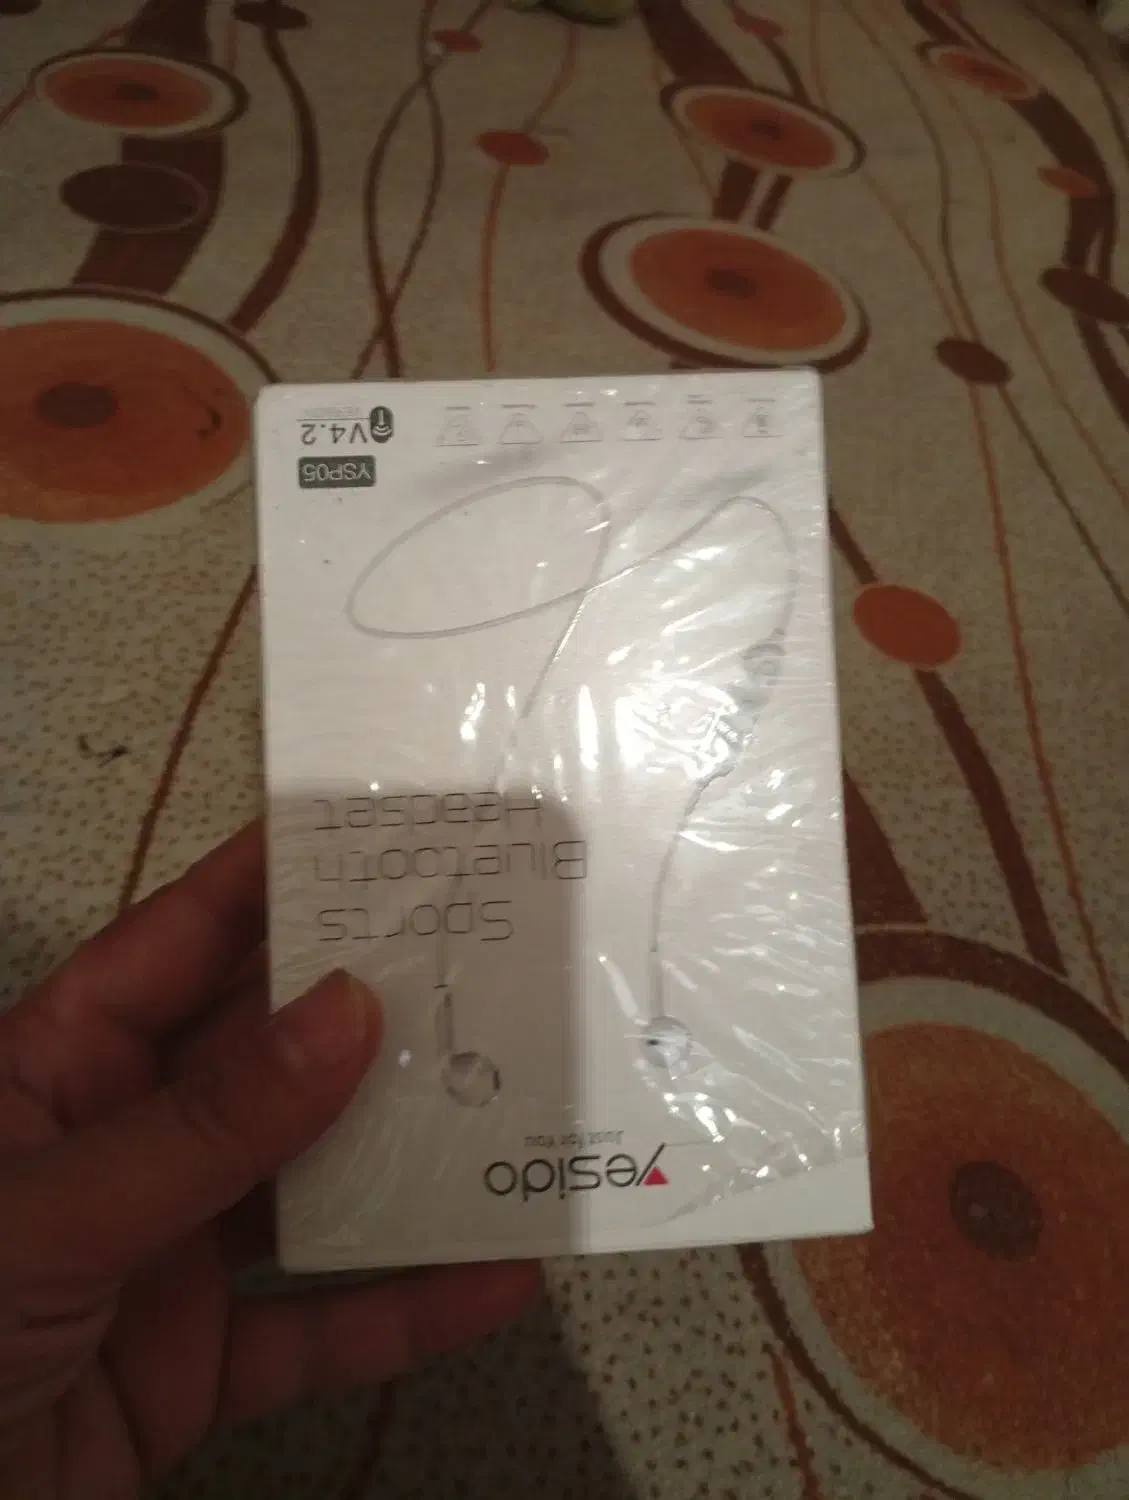 yesido
Just for You
Sports
Bluetooth
Headset
YSP05
V4.2
VERSION